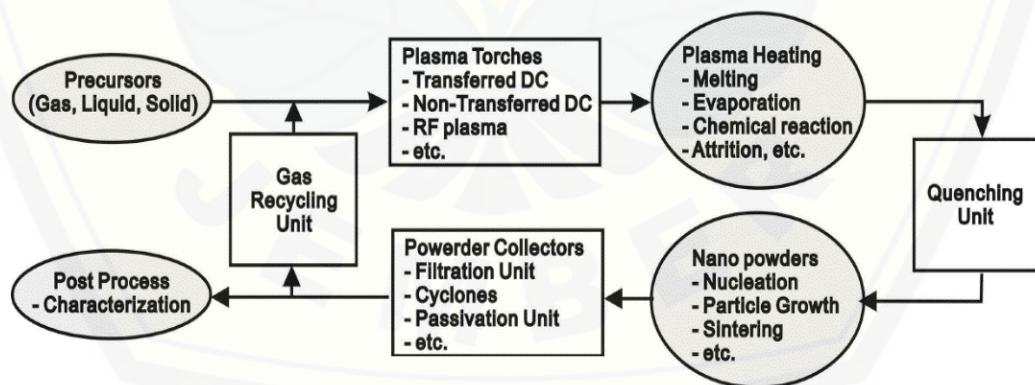 Precursors
(Gas, Liquid, Solid)
Plasma Torches
- Transferred DC
- Non-Transferred DC
- RF plasma
- etc.
Plasma Heating
- Melting
- Evaporation
- Chemical reaction
- Attrition, etc.
Gas
Recycling
Unit
Quenching
Unit
Post Process
- Characterization
Powerder Collectors
- Filtration Unit
- Cyclones
- Passivation Unit
- etc.
Nano powders
- Nucleation
- Particle Growth
- Sintering
- etc.